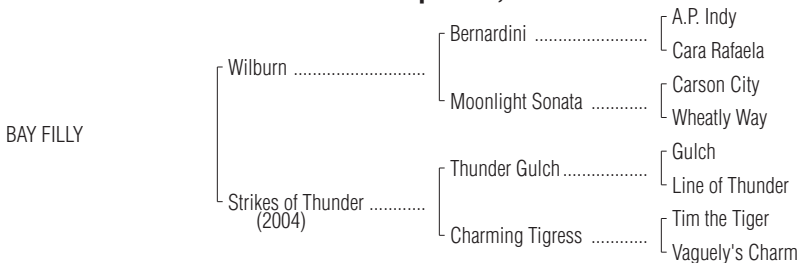 A.P. Indy
Bernardini ........................
Cara Rafaela
Wilburn ............................
Carson City
Moonlight Sonata ............
Wheatly Way
BAY FILLY
Gulch
Thunder Gulch..................
Line of Thunder
Strikes of Thunder ............
(2004)
Tim the Tiger
Charming Tigress ............
Vaguely's Charm